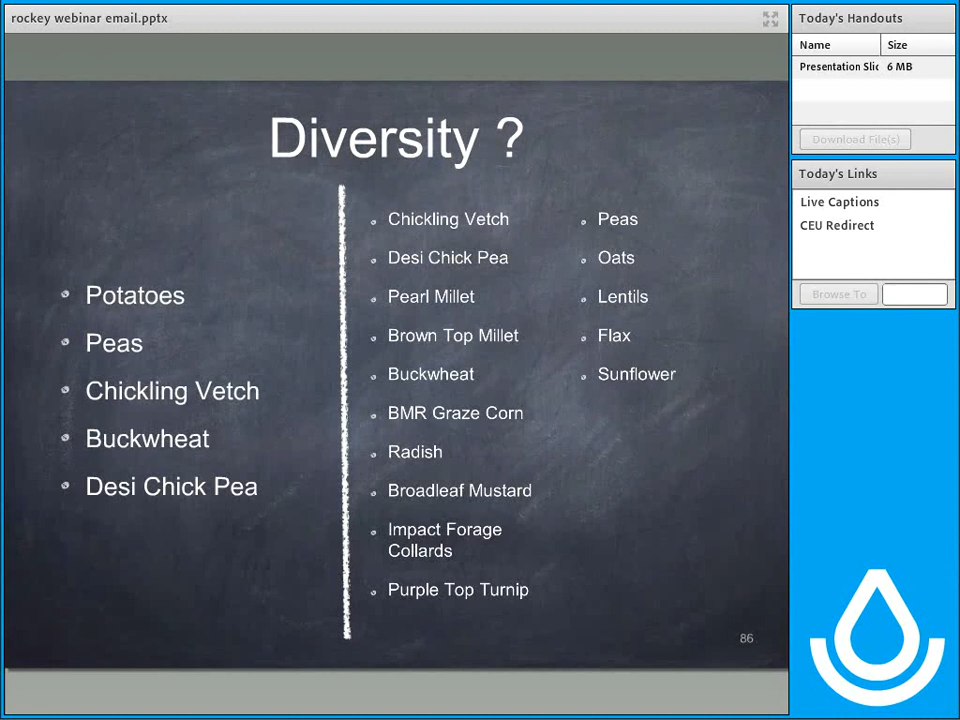 rockey webinar email.pptx
Diversity ?
Potatoes
Peas
Chickling Vetch
Buckwheat
Desi Chick Pea
Chickling Vetch
Desi Chick Pea
Pearl Millet
Brown Top Millet
Buckwheat
BMR Graze Corn
Radish
Broadleaf Mustard
Impact Forage
Collards
Purple Top Turnip
Peas
Oats
Lentils
Flax
Sunflower
86
Today's Handouts
Name Size
Presentation Slic 6 MB
Download File(s)
Today's Links
Live Captions
CEU Redirect
Browse To